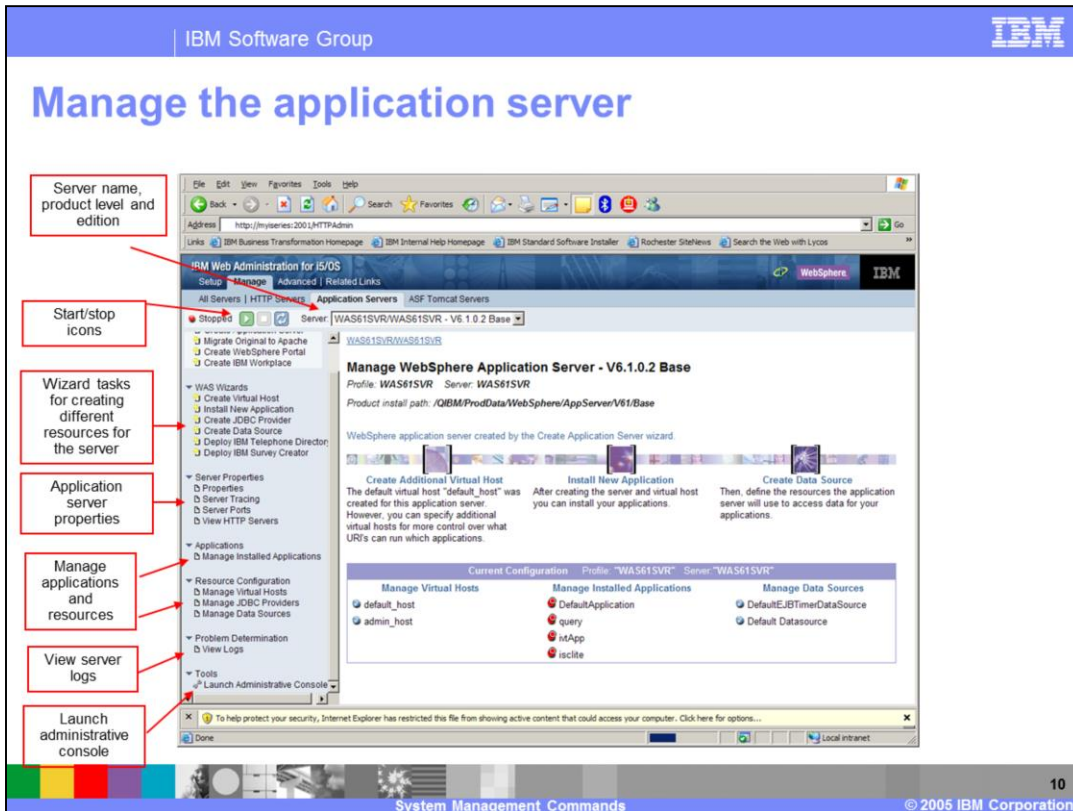 IBM Software Group
IBM
Manage the application server
Server name,
product level and
edition
Start/stop
icons
Wizard tasks
for creating
different
resources for
the server
Application
server
properties
Manage
applications
and
resources
View server
logs
Launch
administrative
console
File Edit View Favorites Tools Help
Back Search Favorites
Address http://myiseries:2001/HTTPAdmin Go
Links IBM Business Transformation Homepage IBM Internal Help Homepage IBM Standard Software Installer Rochester SiteNews Search the Web with Lycos
IBM Web Administration for i5/OS
WebSphere IBM
Setup Manage Advanced | Related Links
All Servers | HTTP Servers Application Servers ASF Tomcat Servers
Stopped Server: WAS61SVR/WAS61SVR - V6.1.0.2 Base
Create Application Server
Migrate Original to Apache
Create WebSphere Portal
Create IBM Workplace
WAS Wizards
Create Virtual Host
Install New Application
Create JDBC Provider
Create Data Source
Deploy IBM Telephone Director
Deploy IBM Survey Creator
Server Properties
Properties
Server Tracing
Server Ports
View HTTP Servers
Applications
Manage Installed Applications
Resource Configuration
Manage Virtual Hosts
Manage JDBC Providers
Manage Data Sources
Problem Determination
View Logs
Tools
Launch Administrative Console
WAS61SVR/WAS61SVR
Manage WebSphere Application Server - V6.1.0.2 Base
Profile: WAS61SVR Server: WAS61SVR
Product install path: /QIBM/ProdData/WebSphere/AppServer/V61/Base
WebSphere application server created by the Create Application Server wizard.
Create Additional Virtual Host
The default virtual host "default_host" was
created for this application server.
However, you can specify additional
virtual hosts for more control over what
URI's can run which applications.
Install New Application
After creating the server and virtual host
you can install your applications.
Create Data Source
Then, define the resources the application
server will use to access data for your
applications.
Current Configuration Profile: "WAS61SVR" Server: "WAS61SVR"
Manage Virtual Hosts
default_host
admin_host
Manage Installed Applications
DefaultApplication
query
ivtApp
isclite
Manage Data Sources
DefaultEJBTimerDataSource
Default Datasource
To help protect your security, Internet Explorer has restricted this file from showing active content that could access your computer. Click here for options...
Done Local intranet
10
System Management Commands
© 2005 IBM Corporation